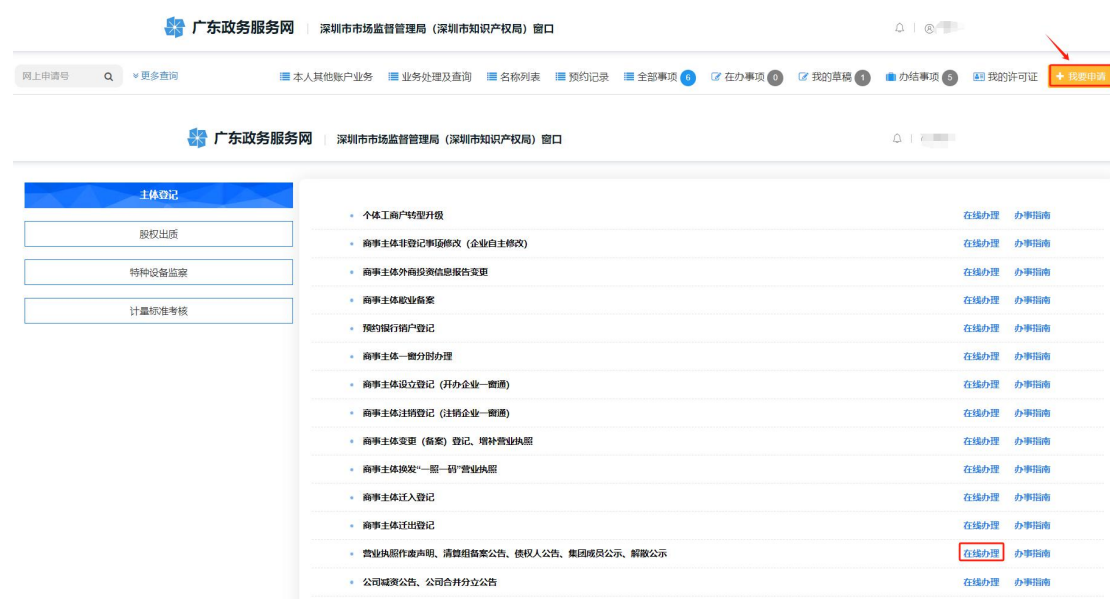 广东政务服务网 深圳市市场监督管理局（深圳市知识产权局）窗口
网上申请号 更多查询 本人其他账户业务 业务处理及查询 名称列表 预约记录 全部事项 6 在办事项 0 我的草稿 1 办结事项 5 我的许可证 + 我要申请
广东政务服务网 深圳市市场监督管理局（深圳市知识产权局）窗口
主体登记
股权出质
特种设备监察
计量标准考核
个体工商户转型升级 在线办理 办事指南
商事主体非登记事项修改（企业自主修改） 在线办理 办事指南
商事主体外商投资信息报告变更 在线办理 办事指南
商事主体歇业备案 在线办理 办事指南
预约银行销户登记 在线办理 办事指南
商事主体一窗分时办理 在线办理 办事指南
商事主体设立登记（开办企业一窗通） 在线办理 办事指南
商事主体注销登记（注销企业一窗通） 在线办理 办事指南
商事主体变更（备案）登记、增补营业执照 在线办理 办事指南
商事主体换发“一照一码”营业执照 在线办理 办事指南
商事主体迁入登记 在线办理 办事指南
商事主体迁出登记 在线办理 办事指南
营业执照作废声明、清算组备案公告、债权人公告、集团成员公示、解散公示 在线办理 办事指南
公司减资公告、公司合并分立公告 在线办理 办事指南